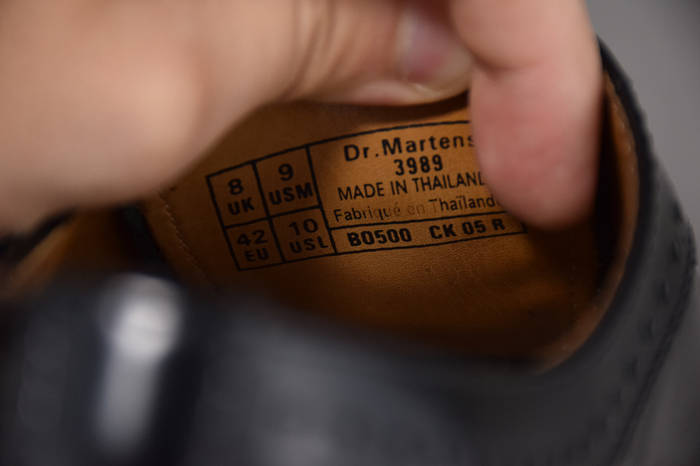 8 UK
9 USM
42 EU
10 USL
Dr.Martens
3989
MADE IN THAILAND
Fabriqué en Thaïlande
BO500 CK 05 R